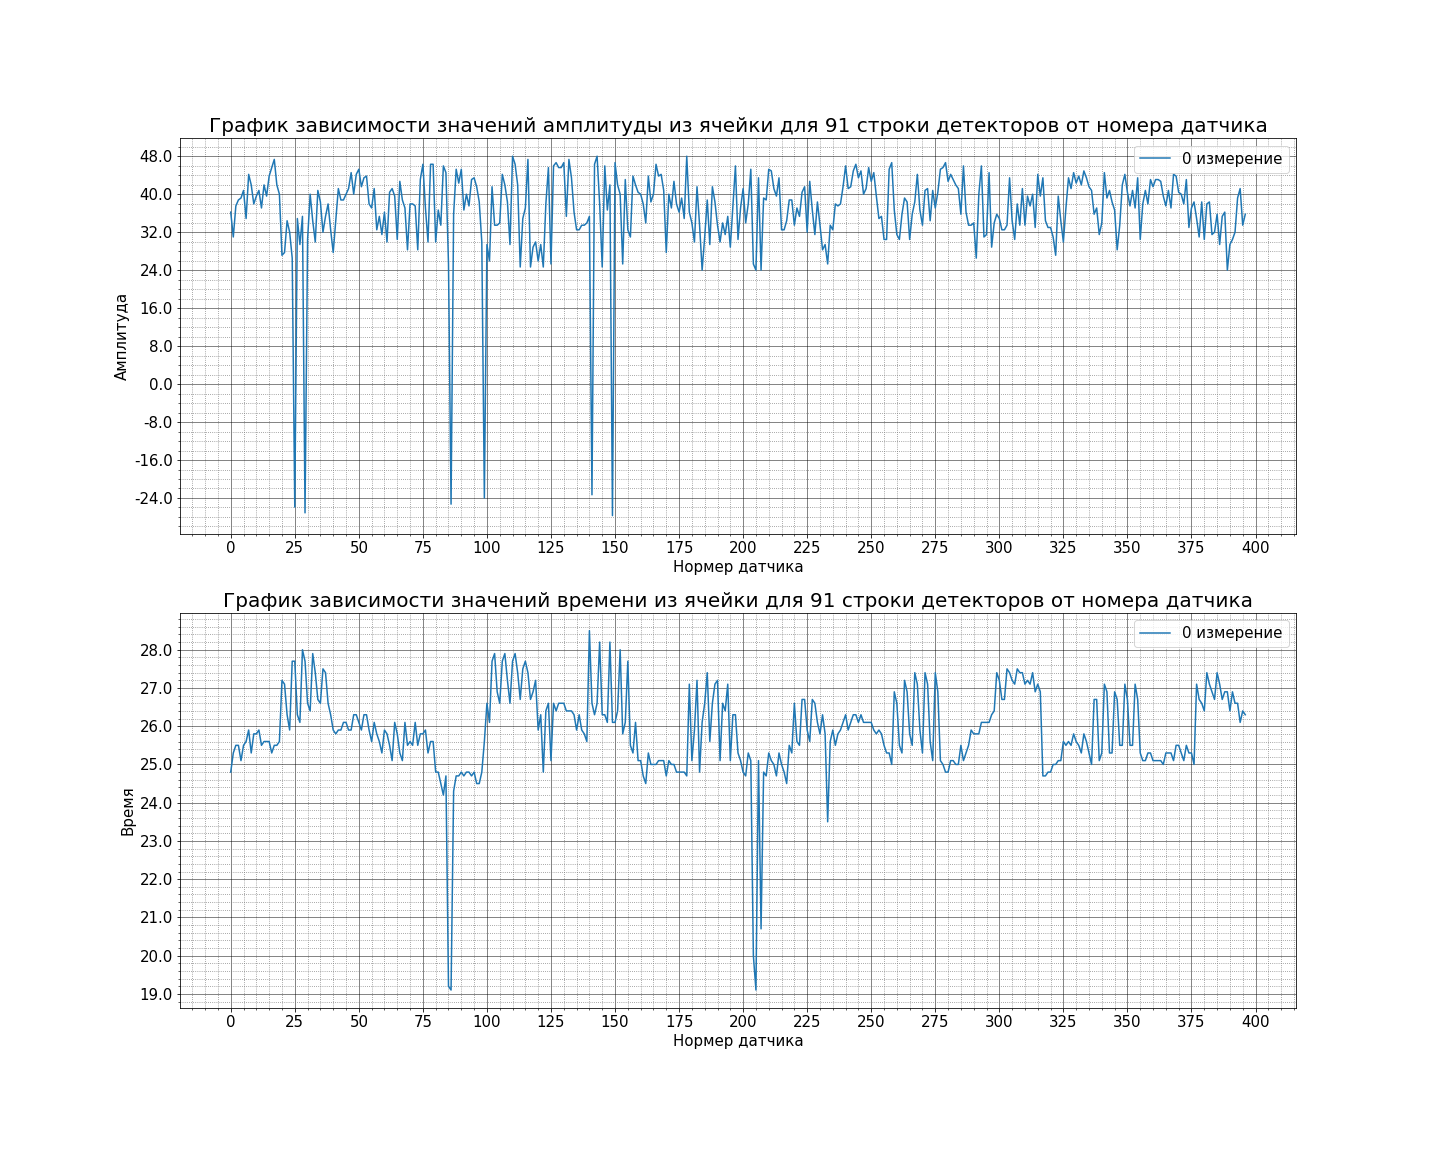 График зависимости значений амплитуды из ячейки для 91 строки детекторов от номера датчика
0 измерение
48.0
40.0
32.0
24.0
16.0
8.0
0.0
-8.0
-16.0
-24.0
Амплитуда
0 25 50 75 100 125 150 175 200 225 250 275 300 325 350 375 400
Нормер датчика
График зависимости значений времени из ячейки для 91 строки детекторов от номера датчика
0 измерение
28.0
27.0
26.0
25.0
24.0
23.0
22.0
21.0
20.0
19.0
Время
0 25 50 75 100 125 150 175 200 225 250 275 300 325 350 375 400
Нормер датчика